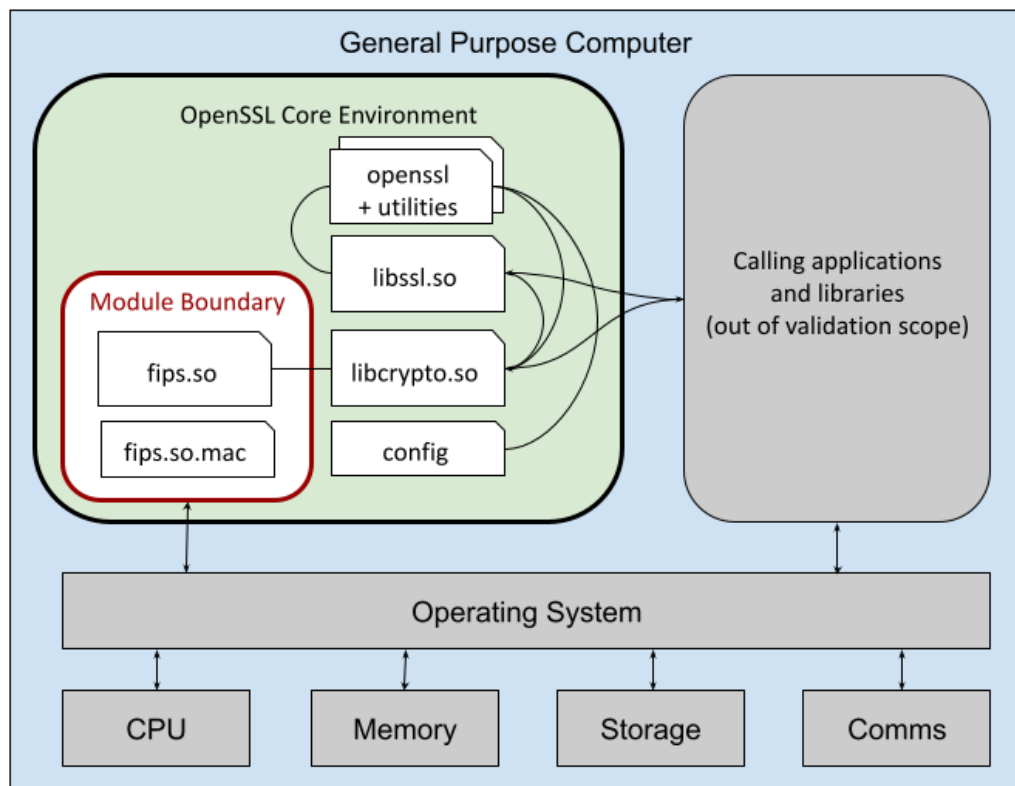 General Purpose Computer
OpenSSL Core Environment
openssl
+ utilities
libssl.so
Module Boundary
fips.so
libcrypto.so
fips.so.mac
config
Calling applications
and libraries
(out of validation scope)
Operating System
CPU
Memory
Storage
Comms